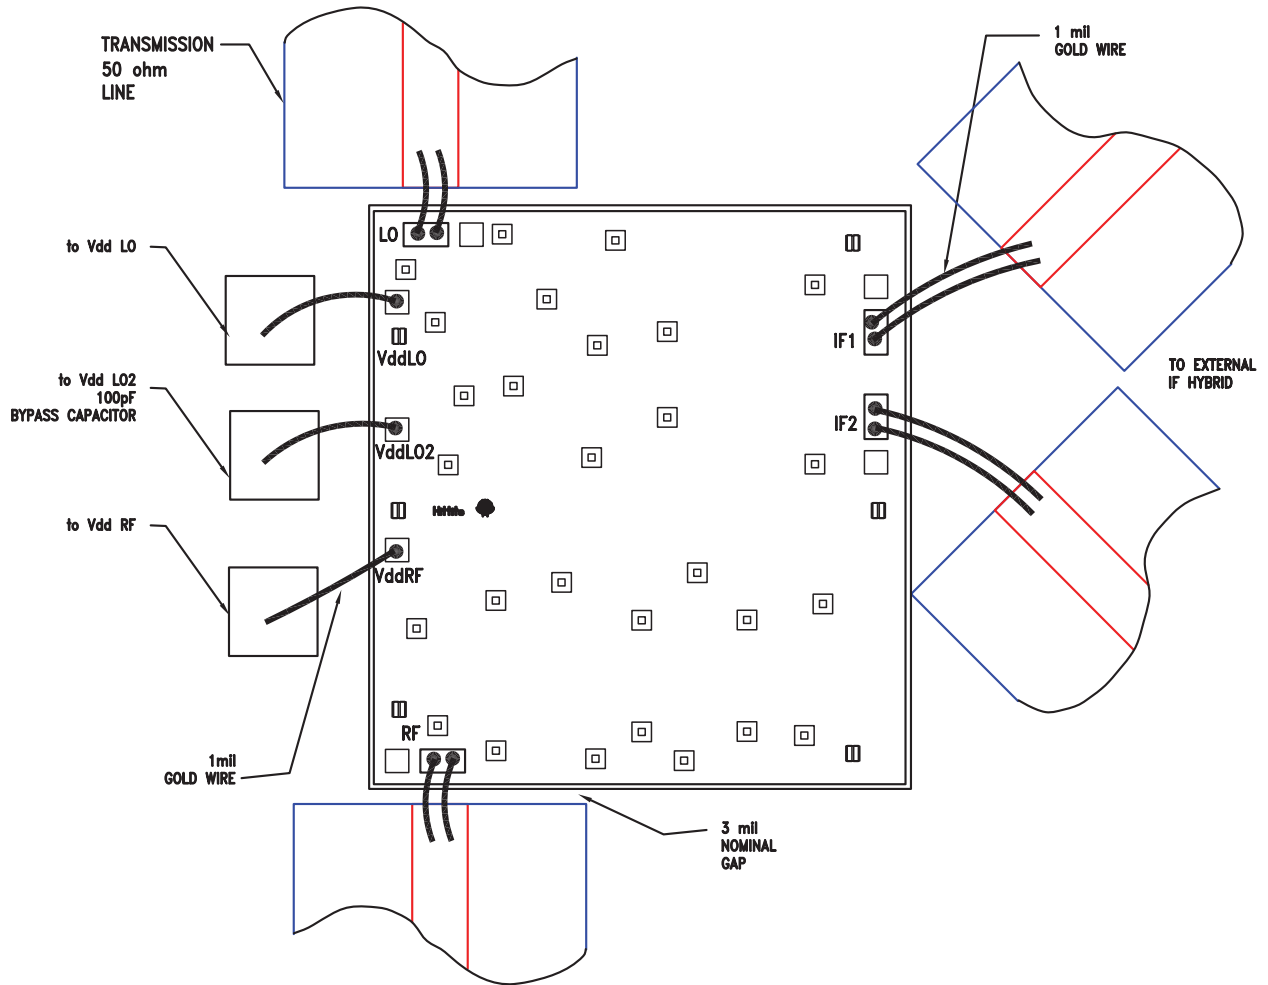 TRANSMISSION
50 ohm
LINE
1 mil
GOLD WIRE
LO
to Vdd LO
VddLO
IF1
TO EXTERNAL
IF HYBRID
to Vdd LO2
100pF
BYPASS CAPACITOR
IF2
VddLO2
Hittite
to Vdd RF
VddRF
RF
1mil
GOLD WIRE
3 mil
NOMINAL
GAP